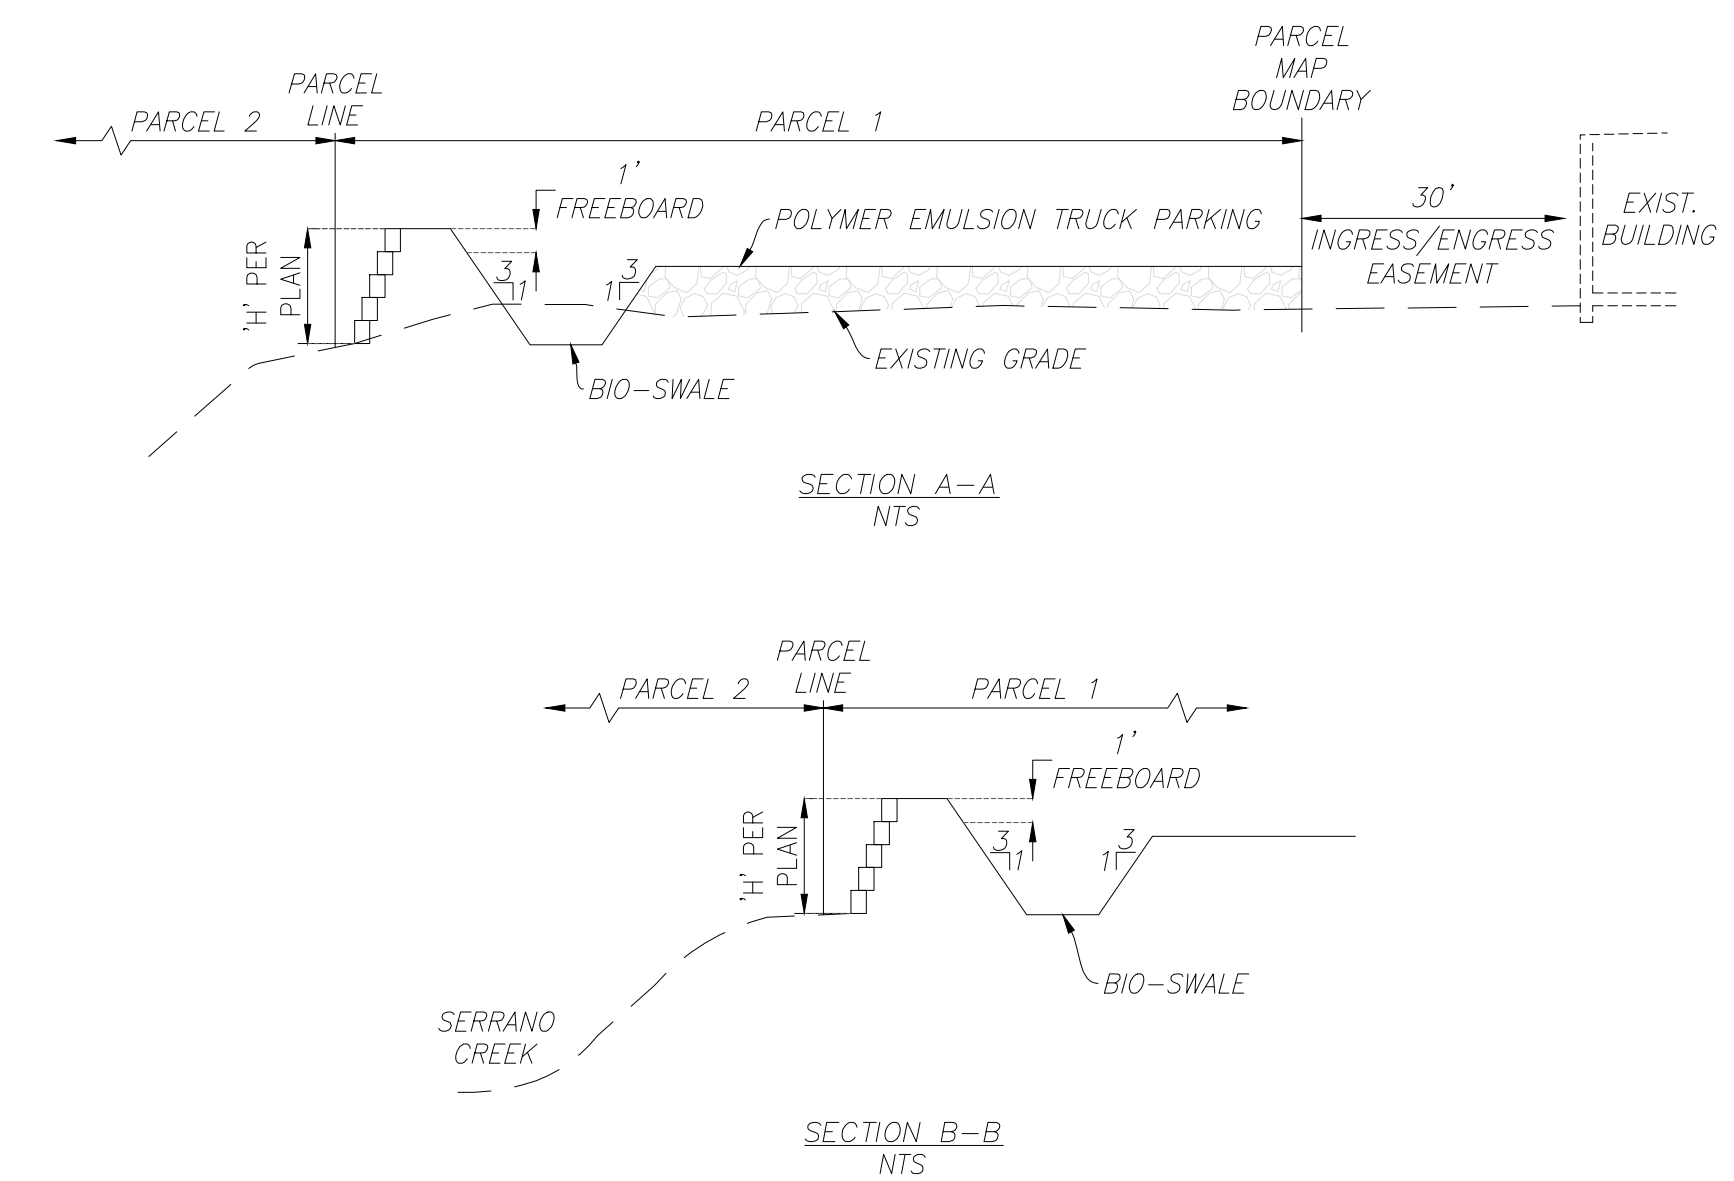 PARCEL
MAP
BOUNDARY
PARCEL
LINE
PARCEL 2
PARCEL 1
1'
FREEBOARD
POLYMER EMULSION TRUCK PARKING
30'
INGRESS/ENGRESS
EASEMENT
EXIST.
BUILDING
'H' PER
PLAN
3
1
3
1
EXISTING GRADE
BIO-SWALE
SECTION A-A
NTS
PARCEL
LINE
PARCEL 2
PARCEL 1
1'
FREEBOARD
'H' PER
PLAN
3
1
3
1
BIO-SWALE
SERRANO
CREEK
SECTION B-B
NTS